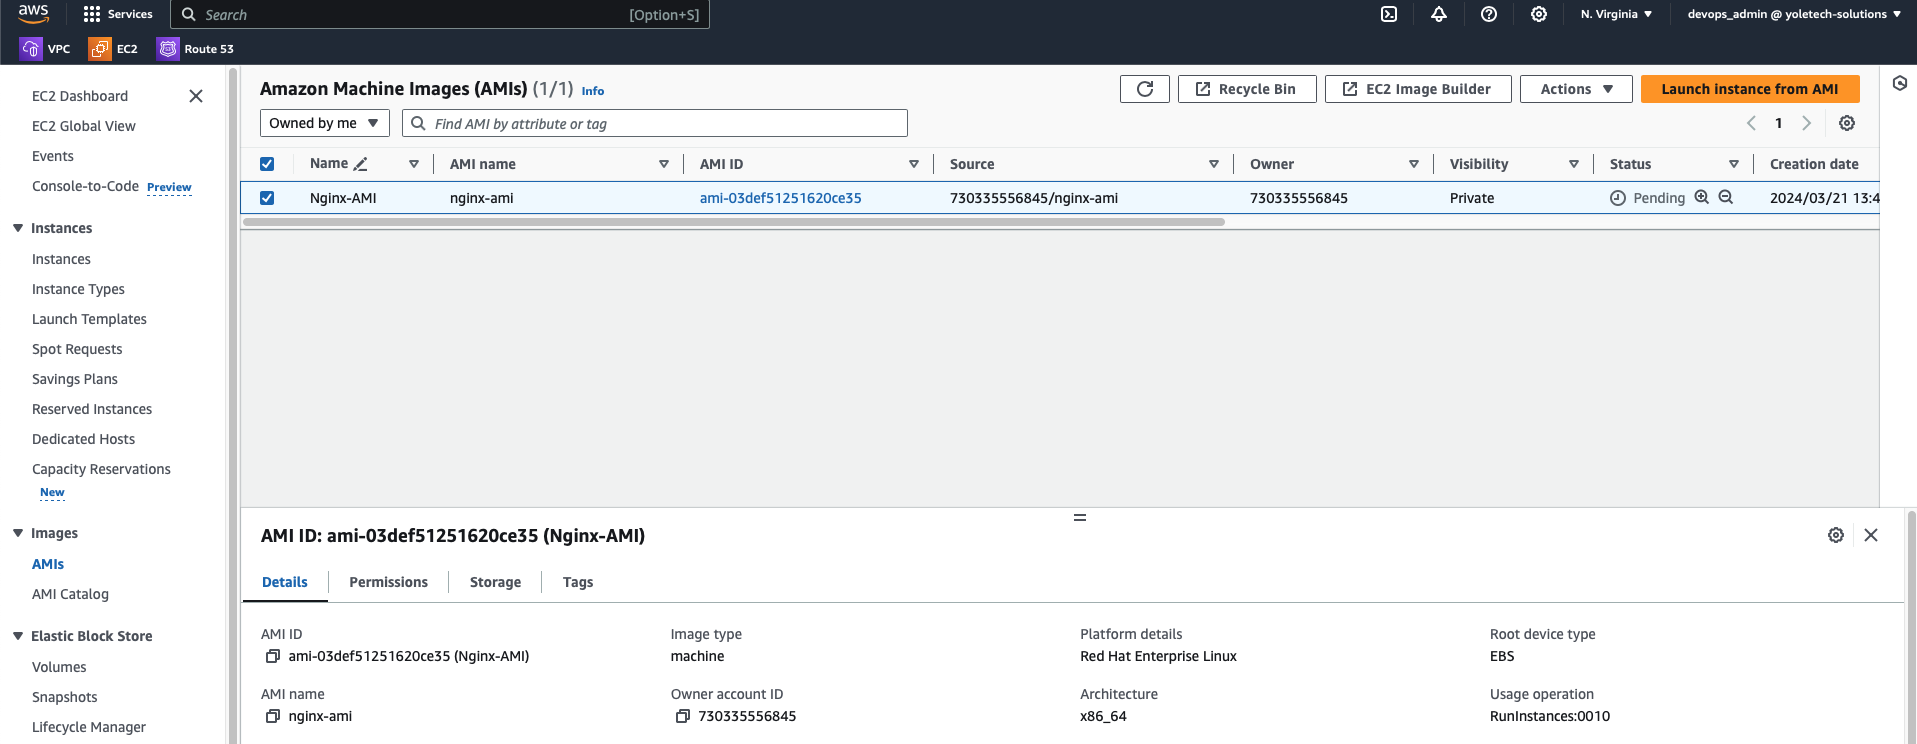 aws
Services
Search
[Option+S]
N. Virginia
devops_admin @ yoletech-solutions
VPC
EC2
Route 53
EC2 Dashboard
EC2 Global View
Events
Console-to-Code Preview
Instances
Instances
Instance Types
Launch Templates
Spot Requests
Savings Plans
Reserved Instances
Dedicated Hosts
Capacity Reservations
New
Images
AMIs
AMI Catalog
Elastic Block Store
Volumes
Snapshots
Lifecycle Manager
Amazon Machine Images (AMIs) (1/1) Info
Recycle Bin
EC2 Image Builder
Actions
Launch instance from AMI
Owned by me
Find AMI by attribute or tag
1
Name AMI name AMI ID Source Owner Visibility Status Creation date
Nginx-AMI nginx-ami ami-03def51251620ce35 730335556845/nginx-ami 730335556845 Private Pending 2024/03/21 13:4
AMI ID: ami-03def51251620ce35 (Nginx-AMI)
Details Permissions Storage Tags
AMI ID Image type Platform details Root device type
ami-03def51251620ce35 (Nginx-AMI) machine Red Hat Enterprise Linux EBS
AMI name Owner account ID Architecture Usage operation
nginx-ami 730335556845 x86_64 RunInstances:0010